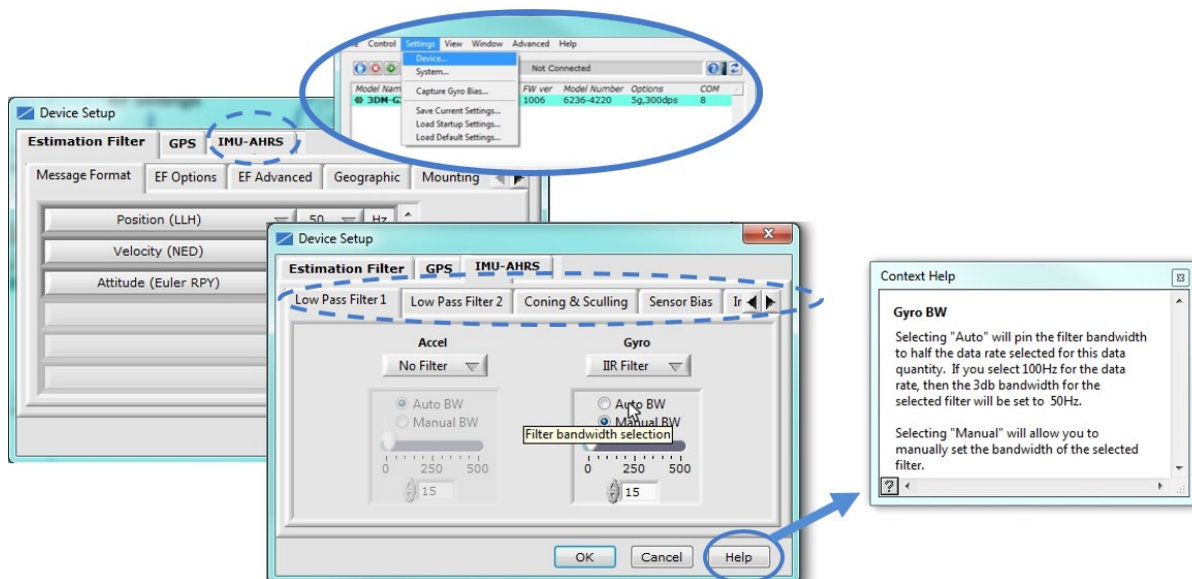 Control Settings View Window Advanced Help
Device...
System...
Capture Gyro Bias...
Save Current Settings...
Load Startup Settings...
Load Default Settings...
Not Connected
Model Nam FW ver Model Number Options COM
3DM-G 1006 6236-4220 5g,300dps 8
Device Setup
Estimation Filter GPS IMU-AHRS
Message Format EF Options EF Advanced Geographic Mounting
Position (LLH) 50 Hz
Velocity (NED)
Attitude (Euler RPY)
Device Setup
Estimation Filter GPS IMU-AHRS
Low Pass Filter 1 Low Pass Filter 2 Coning & Sculling Sensor Bias
Accel Gyro
No Filter IIR Filter
Auto BW Auto BW
Manual BW Manual BW
Filter bandwidth selection
0 250 500 0 250 500
15 15
OK Cancel Help
Context Help
Gyro BW
Selecting "Auto" will pin the filter bandwidth
to half the data rate selected for this data
quantity. If you select 100Hz for the data
rate, then the 3db bandwidth for the
selected filter will be set to 50Hz.
Selecting "Manual" will allow you to
manually set the bandwidth of the selected
filter.
?